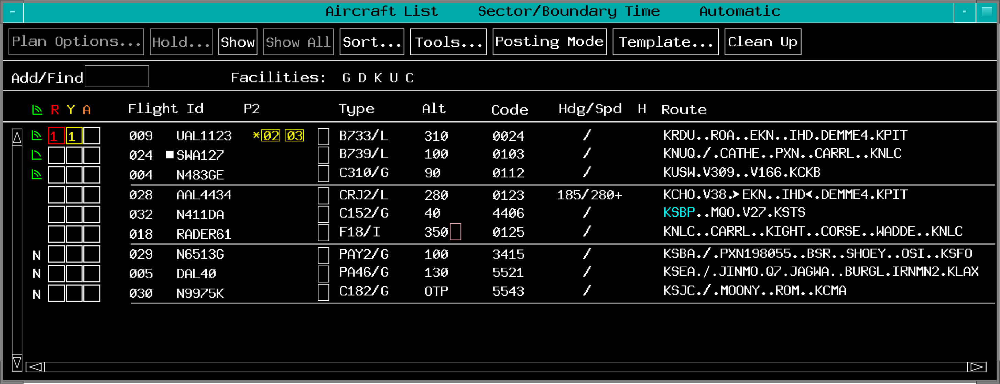 Aircraft List Sector/Boundary Time Automatic
Plan Options... Hold... Show Show All Sort... Tools... Posting Mode Template... Clean Up
Add/Find Facilities: G D K U C
R Y A Flight Id P2 Type Alt Code Hdg/Spd H Route
1 1 009 UAL1123 *02 03 B733/L 310 0024 / KRDU..ROA..EKN..IHD.DEMME4.KPIT
024 SWA127 B739/L 100 0103 / KNUQ./.CATHE..PXN..CARRL..KNLC
004 N483GE C310/G 90 0112 / KUSW.V309..V166.KCKB
028 AAL4434 CRJ2/L 280 0123 185/280+ KCHO.V38.➤EKN..IHD<.DEMME4.KPIT
032 N411DA C152/G 40 4406 / KSBP..MQO.V27.KSTS
018 RADER61 F18/I 350 0125 / KNLC..CARRL..KIGHT..CORSE..WADDE..KNLC
N 029 N6513G PAY2/G 100 3415 / KSBA./.PXN198055..BSR..SHOEY..OSI..KSFO
N 005 DAL40 PA46/G 130 5521 / KSEA./.JINMO.Q7.JAGWA..BURGL.IRNMN2.KLAX
N 030 N9975K C182/G OTP 5543 / KSJC./.MOONY..ROM..KCMA